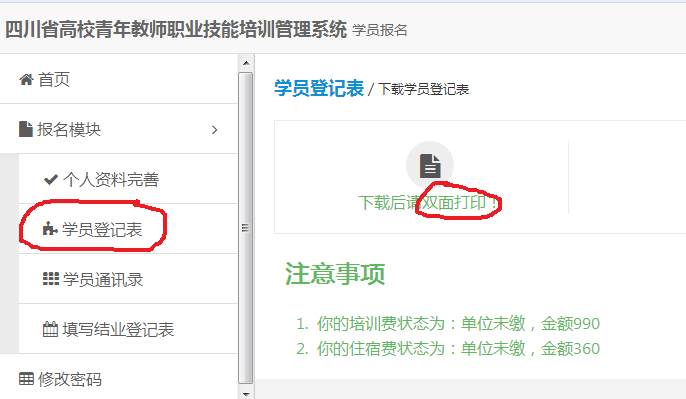 四川省高校青年教师职业技能培训管理系统 学员报名
首页
报名模块
个人资料完善
学员登记表
学员通讯录
填写结业登记表
修改密码
学员登记表 / 下载学员登记表
下载后请双面打印！
注意事项
1. 你的培训费状态为：单位未缴，金额990
2. 你的住宿费状态为：单位未缴，金额360